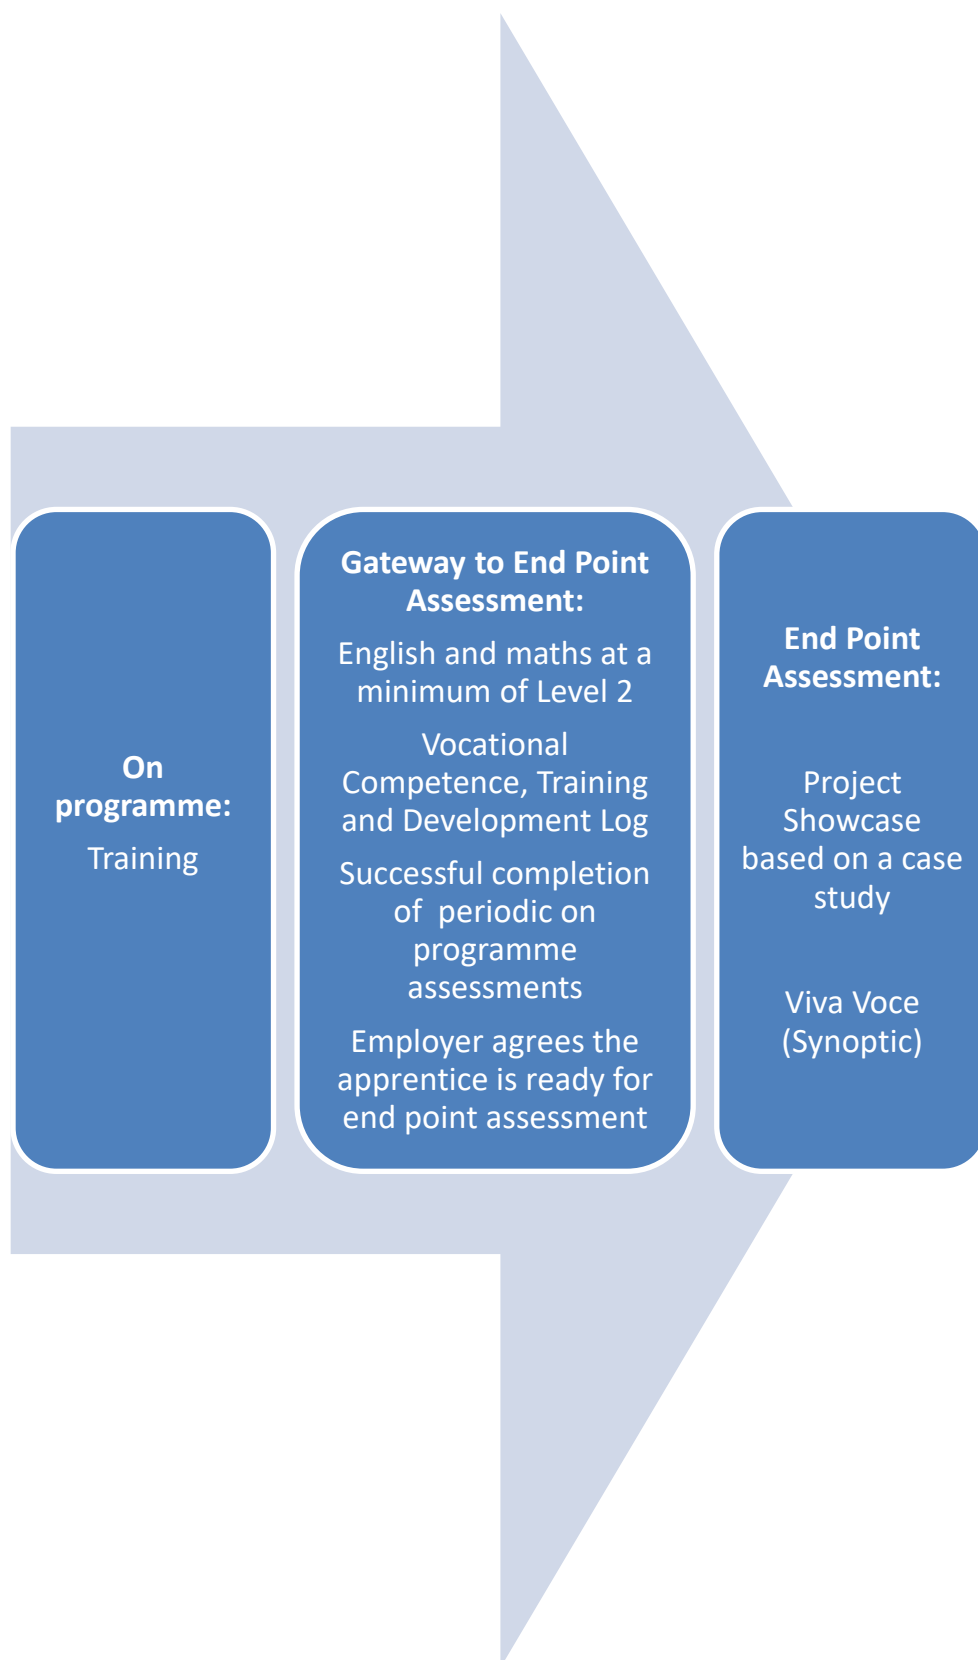 On
programme:
Training
Gateway to End Point
Assessment:
English and maths at a
minimum of Level 2
Vocational
Competence, Training
and Development Log
Successful completion
of  periodic on
programme
assessments
Employer agrees the
apprentice is ready for
end point assessment
End Point
Assessment:
Project
Showcase
based on a case
study
Viva Voce
(Synoptic)